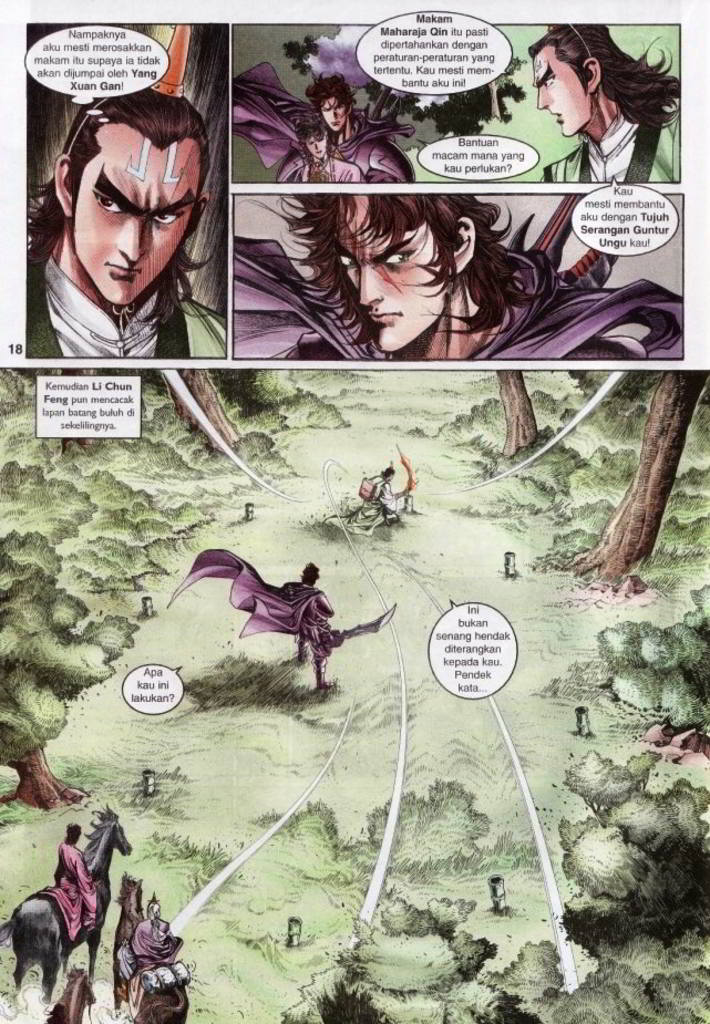 Nampaknya
aku mesti merosakkan
makam itu supaya ia tidak
akan dijumpai oleh Yang
Xuan Gan!
Makam
Maharaja Qin itu pasti
dipertahankan dengan
peraturan-peraturan yang
tertentu. Kau mesti mem-
bantu aku ini!
Bantuan
macam mana yang
kau perlukan?
Kau
mesti membantu
aku dengan Tujuh
Serangan Guntur
Ungu kau!
18
Kemudian Li Chun
Feng pun mencacak
lapan batang buluh di
sekelilingnya.
Apa
kau ini
lakukan?
Ini
bukan
senang hendak
diterangkan
kepada kau.
Pendek
kata...